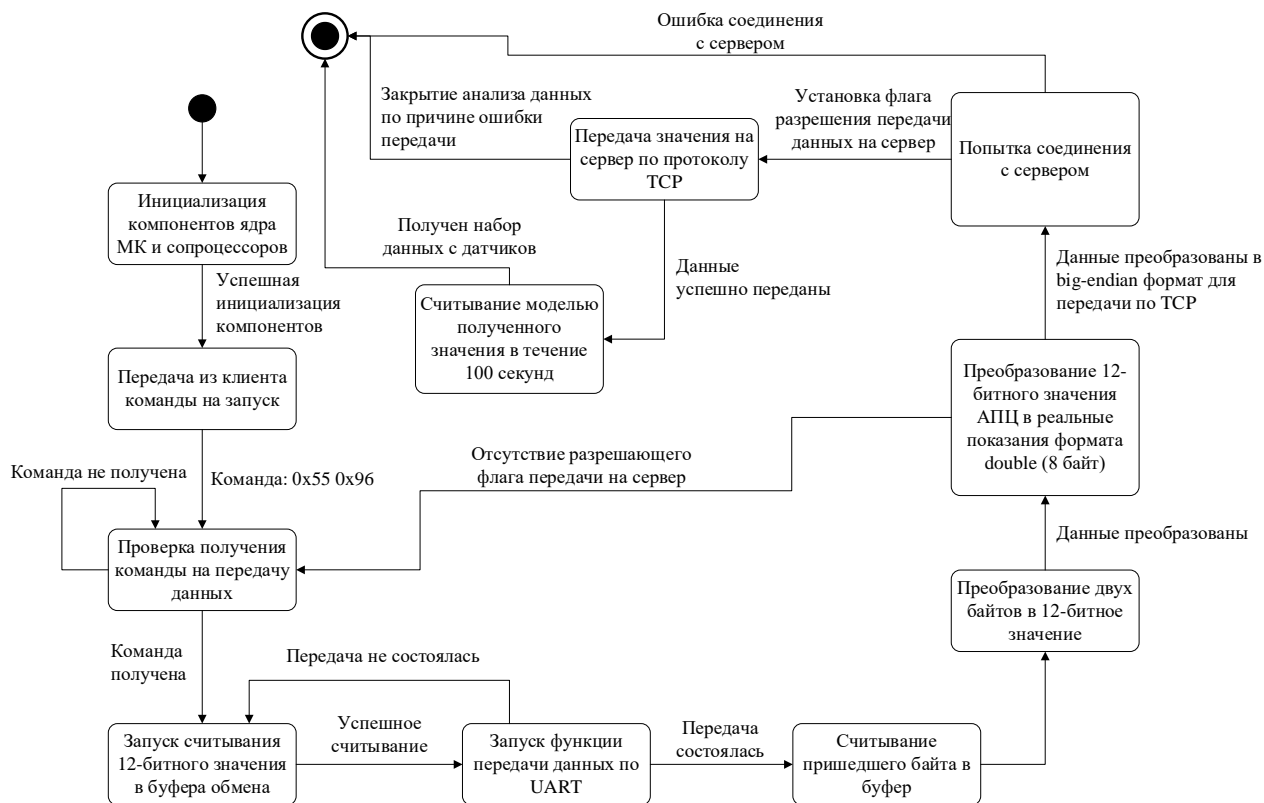 Ошибка соединения
с сервером
Закрытие анализа данных
по причине ошибки
передачи
Установка флага
разрешения передачи
данных на сервер
Передача значения на
сервер по протоколу
TCP
Попытка соединения
с сервером
Инициализация
компонентов ядра
МК и сопроцессоров
Получен набор
данных с датчиков
Данные
успешно переданы
Данные преобразованы в
big-endian формат для
передачи по TCP
Успешная
инициализация
компонентов
Считывание моделью
полученного
значения в течение
100 секунд
Передача из клиента
команды на запуск
Преобразование 12-
битного значения
АПЦ в реальные
показания формата
double (8 байт)
Команда не получена
Команда: 0x55 0x96
Отсутствие разрешающего
флага передачи на сервер
Проверка получения
команды на передачу
данных
Данные преобразованы
Преобразование двух
байтов в 12-битное
значение
Команда
получена
Передача не состоялась
Запуск считывания
12-битного значения
в буфера обмена
Успешное
считывание
Запуск функции
передачи данных по
UART
Передача
состоялась
Считывание
пришедшего байта в
буфер